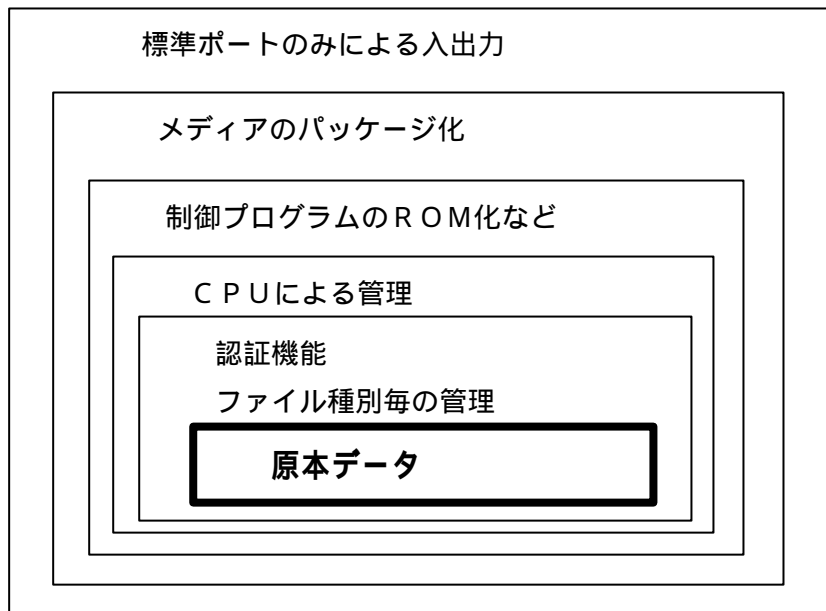 標準ポートのみによる入出力
メディアのパッケージ化
制御プログラムのＲＯＭ化など
ＣＰＵによる管理
認証機能
ファイル種別毎の管理
原本データ